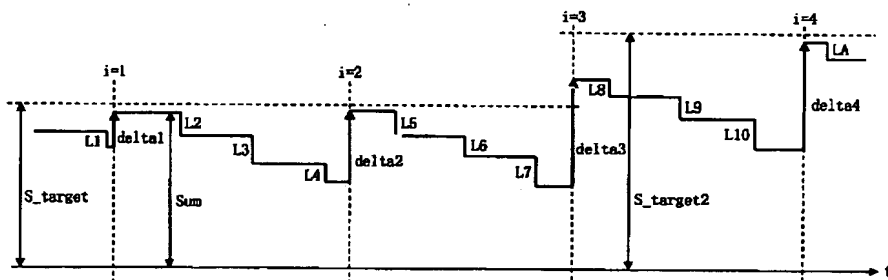 i=3
i=4
i=1
i=2
LA
L1
delta1
L2
L3
L4
delta2
L5
L6
L7
delta3
L8
L9
L10
delta4
S_target
Sum
S_target2